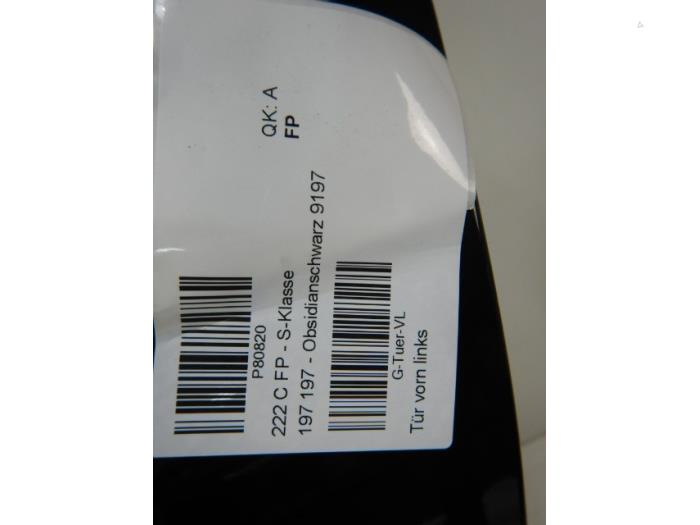 QK: A
FP
P80820
222 C FP - S-Klasse
197 197 - Obsidianschwarz 9197
G-Tuer-VL
Tür vorn links